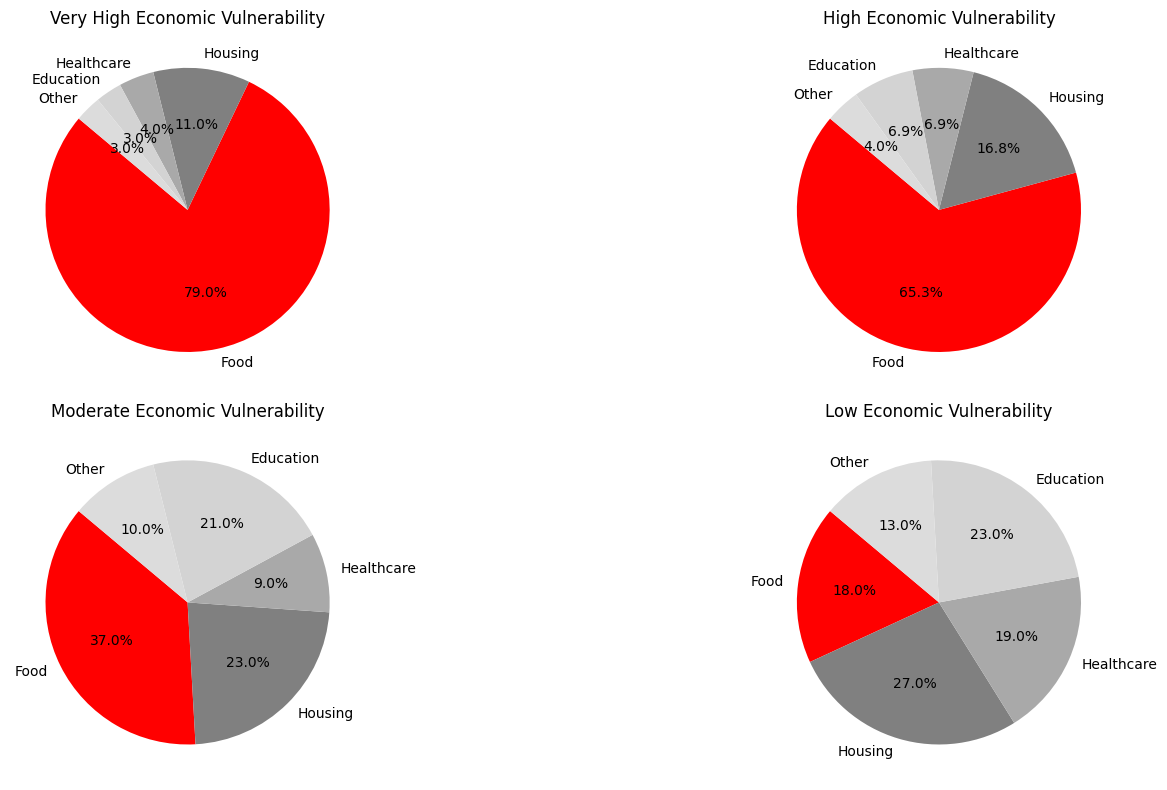 Very High Economic Vulnerability
Housing
Healthcare
Education
Other
4.0%
11.0%
3.0%
3.0%
79.0%
Food
High Economic Vulnerability
Healthcare
Education
Other
Housing
6.9%
6.9%
4.0%
16.8%
65.3%
Food
Moderate Economic Vulnerability
Education
Other
21.0%
10.0%
Healthcare
9.0%
37.0%
23.0%
Food
Housing
Low Economic Vulnerability
Other
Education
13.0%
23.0%
Food
18.0%
19.0%
Healthcare
27.0%
Housing